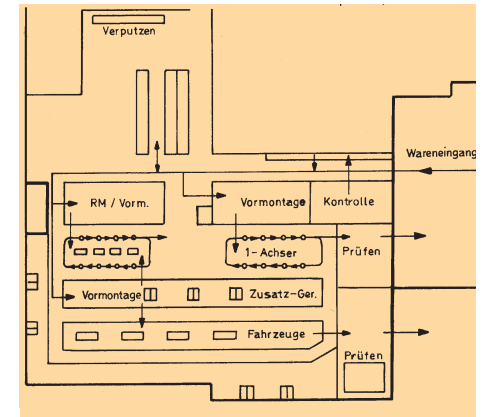 Verputzen
Wareneingang
RM / Vorm.
Vormontage
Kontrolle
1-Achser
Prüfen
Vormontage
Zusatz-Ger.
Fahrzeuge
Prüfen